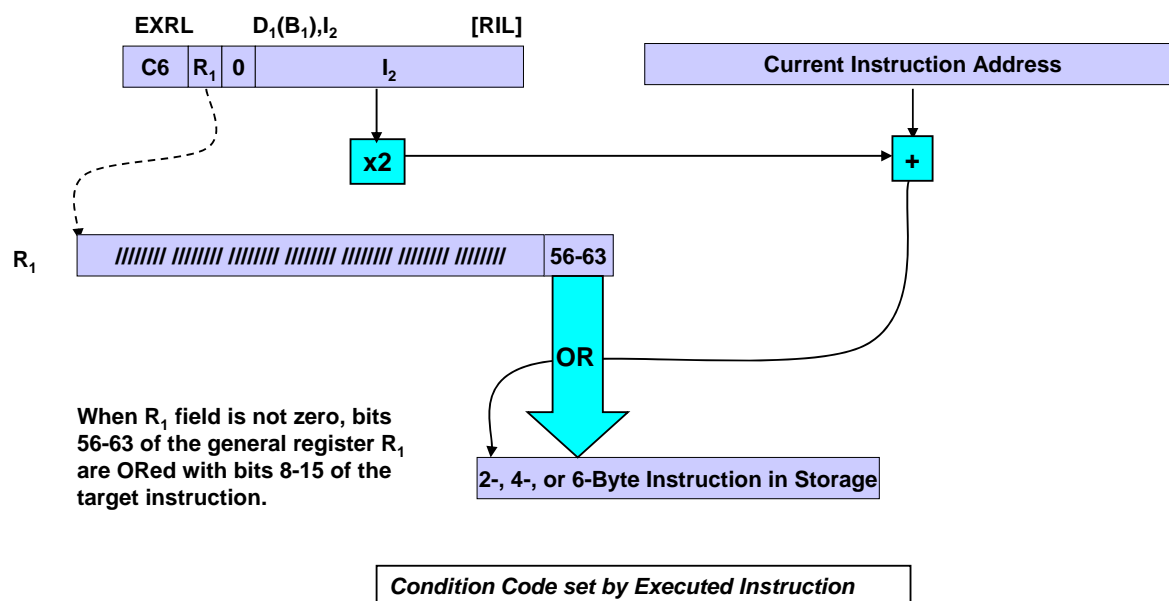 EXRL D₁(B₁),I₂ [RIL]
C6 R₁ 0 I₂
Current Instruction Address
x2
+
R₁
//////// //////// //////// //////// //////// //////// //////// 56-63
OR
When R₁ field is not zero, bits
56-63 of the general register R₁
are ORed with bits 8-15 of the
target instruction.
2-, 4-, or 6-Byte Instruction in Storage
Condition Code set by Executed Instruction